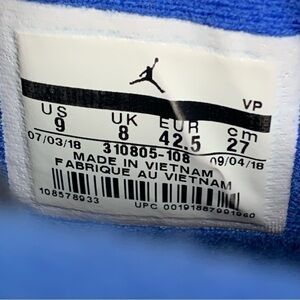 VP
US UK EUR cm
9 8 42.5 27
07/03/18 310805-108 09/04/18
MADE IN VIETNAM
FABRIQUE AU VIETNAM
108578933
UPC